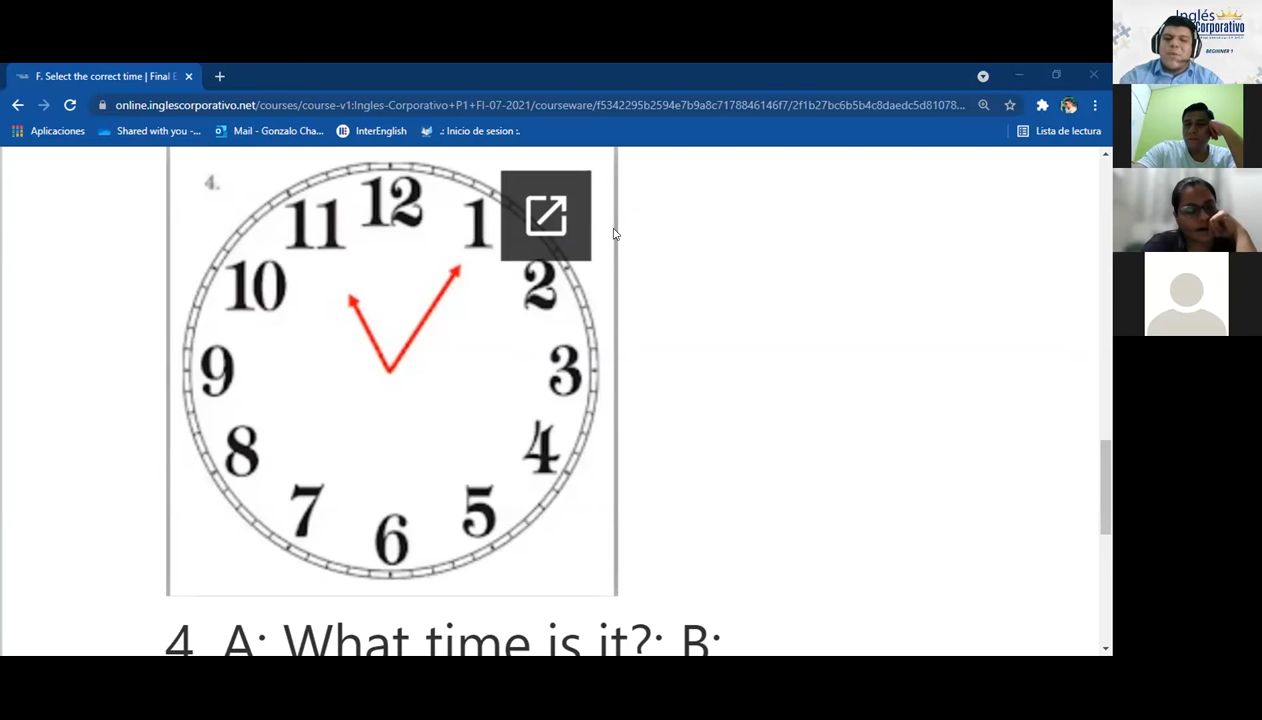 F. Select the correct time | Final E
online.inglescorporativo.net/courses/course-v1:Ingles-Corporativo+P1+FI-07-2021/courseware/f5342295b2594e7b9a8c7178846146f7/2f1b27bc6b5b4c8daedc5d81078...
Aplicaciones
Shared with you -...
Mail - Gonzalo Cha...
InterEnglish
.: Inicio de sesion :.
Lista de lectura
4.
12
11
1
10
2
9
3
8
4
7
5
6
4. A: What time is it?: B:
Inglés
Corporativo
BEGINNER 1